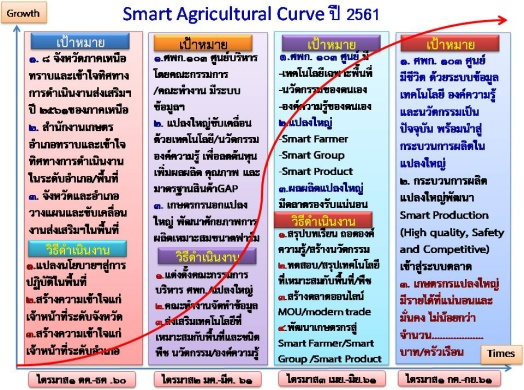 Growth
Smart Agricultural Curve ปี 2561
เป้าหมาย
๑. ๘ จังหวัดภาคเหนือ
ทราบและเข้าใจทิศทาง
การดำเนินงานส่งเสริมฯ
ปี ๒๕๖๑ของภาคเหนือ
๒. สำนักงานเกษตร
อำเภอทราบและเข้าใจ
ทิศทางการดำเนินงาน
ในระดับอำเภอ/พื้นที่
๓. จังหวัดและอำเภอ
วางแผนและขับเคลื่อน
งานส่งเสริมฯในพื้นที่
วิธีดำเนินงาน
๑.แปลงนโยบายฯสู่การ
ปฏิบัติในพื้นที่
๒.สร้างความเข้าใจแก่
เจ้าหน้าที่ระดับจังหวัด
๓.สร้างความเข้าใจแก่
เจ้าหน้าที่ระดับอำเภอ
ไตรมาส๑ ตค.-ธค .๖๐
เป้าหมาย
๑.ศพก. ๑๐๓ ศูนย์บริหาร
โดยคณะกรรมการ
/คณะทำงาน มีระบบ
ข้อมูลฯ
๒. แปลงใหญ่ขับเคลื่อน
ด้วยเทคโนโลยี/นวัตกรรม
องค์ความรู้ เพื่อลดต้นทุน
เพิ่มผลผลิต คุณภาพ และ
มาตรฐานสินค้าGAP
๓. เกษตรกรนอกแปลง
ใหญ่ พัฒนาศักยภาพการ
ผลิตเหมาะสมขนาดฟาร์ม
วิธีดำเนินงาน
๑.แต่งตั้งคณะกรรมการ
บริหาร ศพก./แปลงใหญ่
๒.คณะทำงานจัดทำข้อมูล
๓.ส่งเสริมเทคโนโลยีที่
เหมาะสมกับพื้นที่และชนิด
พืช นวัตกรรม/องค์ความรู้
ไตรมาส๒ มค.-มีค. ๖๑
เป้าหมาย
๑.ศพก. ๑๐๓ ศูนย์ มี
-เทคโนโลยีเฉพาะพื้นที่
-นวัตกรรมของตนเอง
-องค์ความรู้ของตนเอง
๒.แปลงใหญ่
-Smart Farmer
-Smart Group
-Smart Product
๓.ผลผลิตแปลงใหญ่
มีตลาดรองรับแน่นอน
วิธีดำเนินงาน
๑.สรุปบทเรียน ถอดองค์
ความรู้/สร้างนวัตกรรม
๒.ทดสอบ/สรุปเทคโนโลยี
ที่เหมาะสมกับพื้นที่/พืช
๓.สร้างตลาดออนไลน์
MOU/modern trade
๔.พัฒนาเกษตรกรสู่
Smart Farmer/Smart
Group /Smart Product
ไตรมาส๓ เมย.-มิย.๖๑
เป้าหมาย
๑. ศพก. ๑๐๓ ศูนย์
มีชีวิต ด้วยระบบข้อมูล
เทคโนโลยี องค์ความรู้
และนวัตกรรมเป็น
ปัจจุบัน พร้อมนำสู่
กระบวนการผลิตใน
แปลงใหญ่
๒. กระบวนการผลิต
แปลงใหญ่พัฒนา
Smart Production
(High quality, Safety
and Competitive)
เข้าสู่ระบบตลาด
๓. เกษตรกรแปลงใหญ่
มีรายได้ที่แน่นอนและ
มั่นคง ไม่น้อยกว่า
จำนวน..................
บาท/ครัวเรือน
ไตรมาส๑ กค.-กย.๖๑
Times